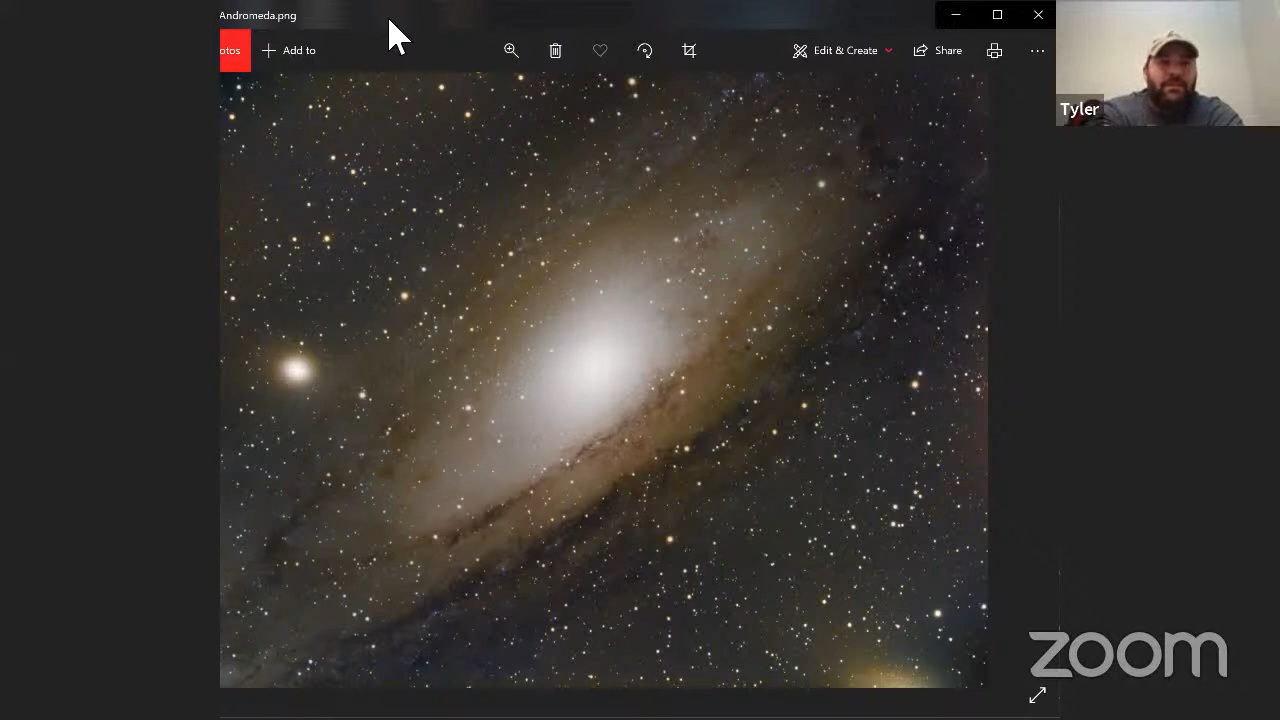 Andromeda.png
otos
Add to
Edit & Create
Share
Tyler
zoom